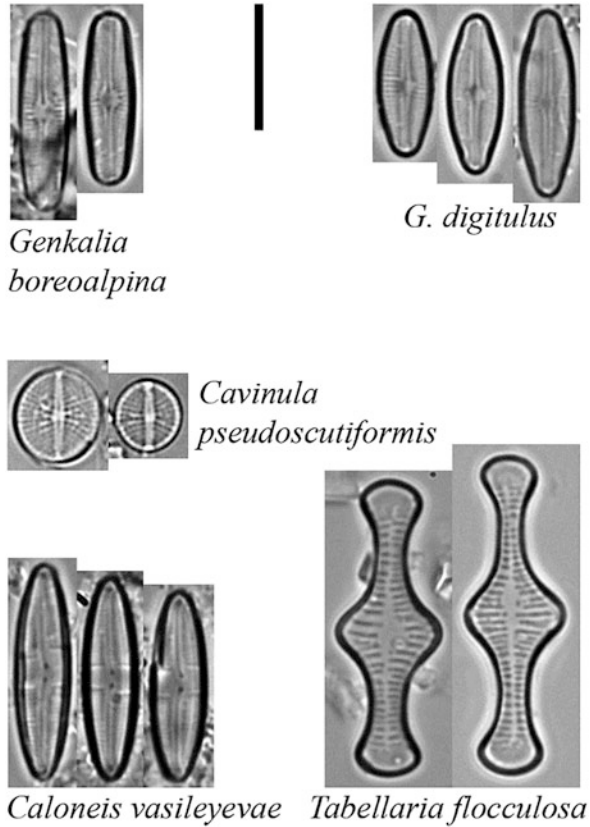 Genkalia
boreoalpina
G. digitulus
Cavinula
pseudoscutiformis
Caloneis vasileyevae
Tabellaria flocculosa